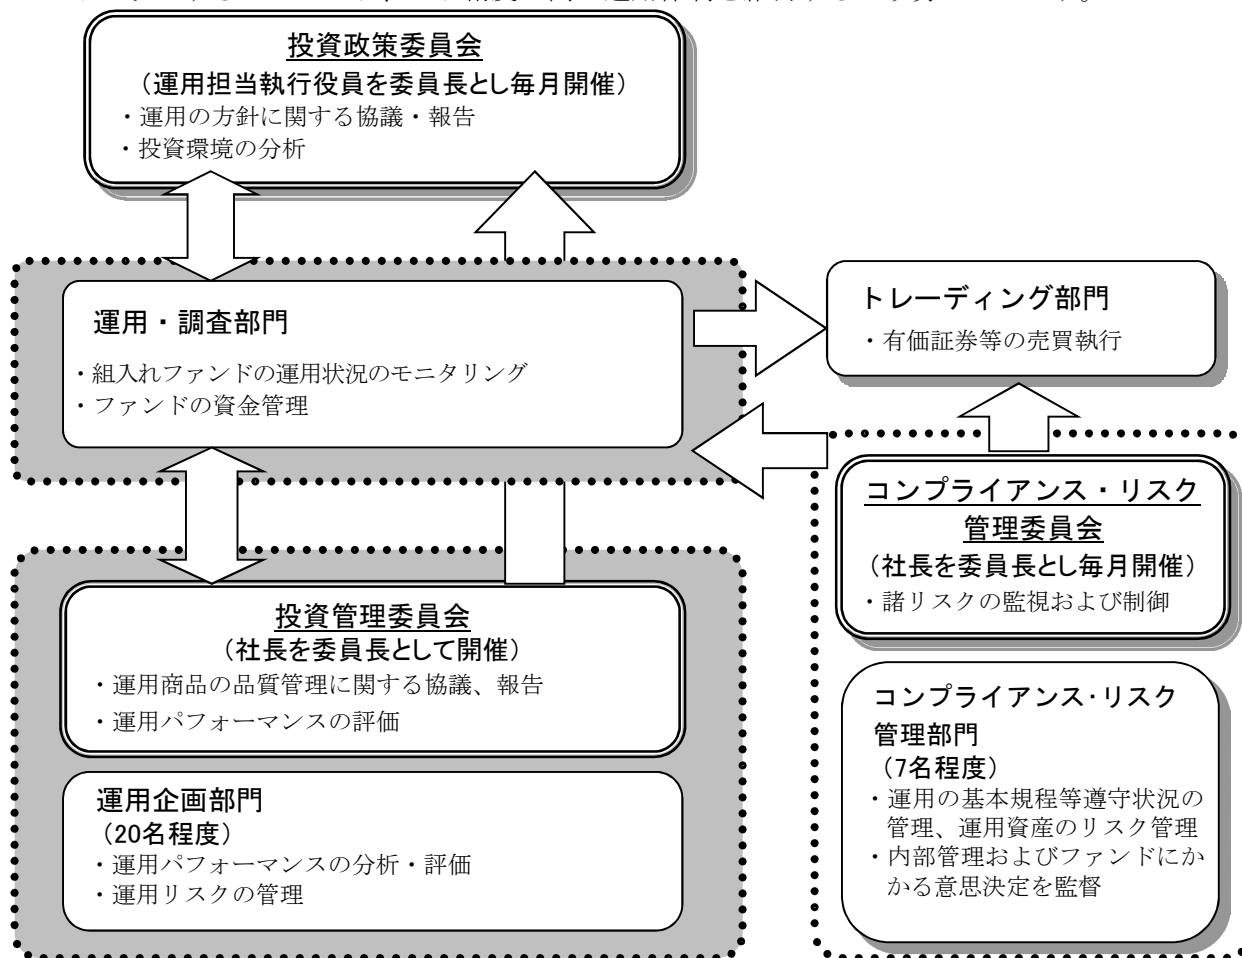 投資政策委員会
(運用担当執行役員を委員長とし毎月開催)
・運用の方針に関する協議・報告
・投資環境の分析
運用・調査部門
・組入れファンドの運用状況のモニタリング
・ファンドの資金管理
トレーディング部門
・有価証券等の売買執行
コンプライアンス・リスク
管理委員会
(社長を委員長とし毎月開催)
・諸リスクの監視および制御
投資管理委員会
(社長を委員長として開催)
・運用商品の品質管理に関する協議、報告
・運用パフォーマンスの評価
運用企画部門
(20名程度)
・運用パフォーマンスの分析・評価
・運用リスクの管理
コンプライアンス・リスク
管理部門
(7名程度)
・運用の基本規程等遵守状況の
管理、運用資産のリスク管理
・内部管理およびファンドにか
かる意思決定を監督